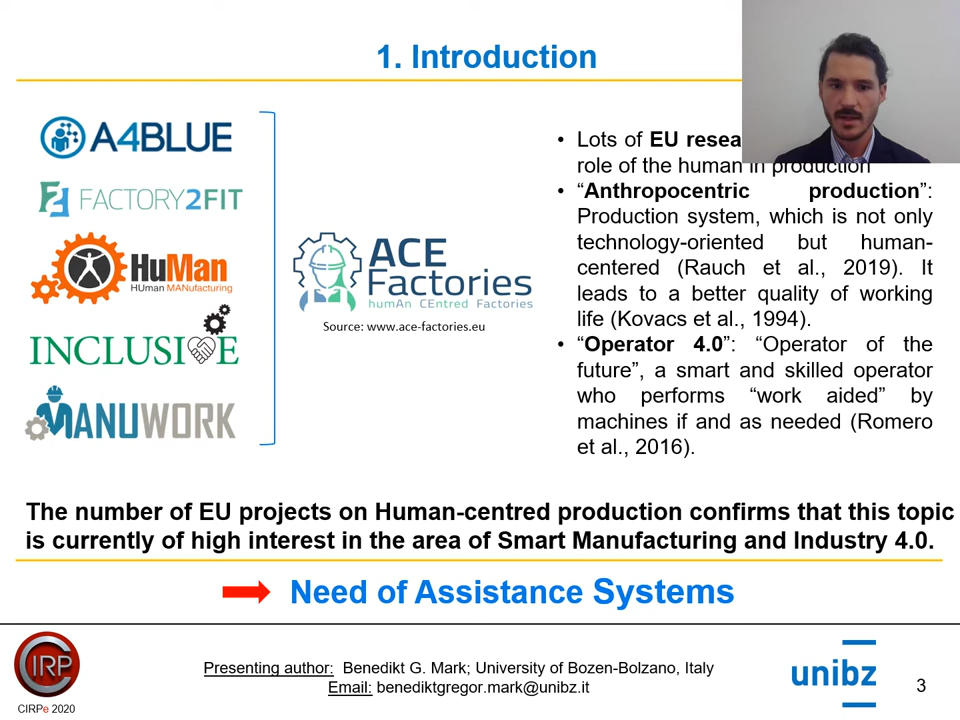 1. Introduction
A4BLUE
FACTORY2FIT
HuMan
HUman MANufacturing
INCLUSIVE
MANUWORK
ACE
Factories
humAn CEntred Factories
Source: www.ace-factories.eu
• Lots of EU
role of the human in production
• “Anthropocentric production”:
Production system, which is not only
technology-oriented but human-
centered (Rauch et al., 2019). It
leads to a better quality of working
life (Kovacs et al., 1994).
• “Operator 4.0”: “Operator of the
future”, a smart and skilled operator
who performs “work aided” by
machines if and as needed (Romero
et al., 2016).
The number of EU projects on Human-centred production confirms that this topic
is currently of high interest in the area of Smart Manufacturing and Industry 4.0.
Need of Assistance Systems
CIRP
CIRPe 2020
Presenting author: Benedikt G. Mark; University of Bozen-Bolzano, Italy
Email: benediktgregor.mark@unibz.it
unibz
3